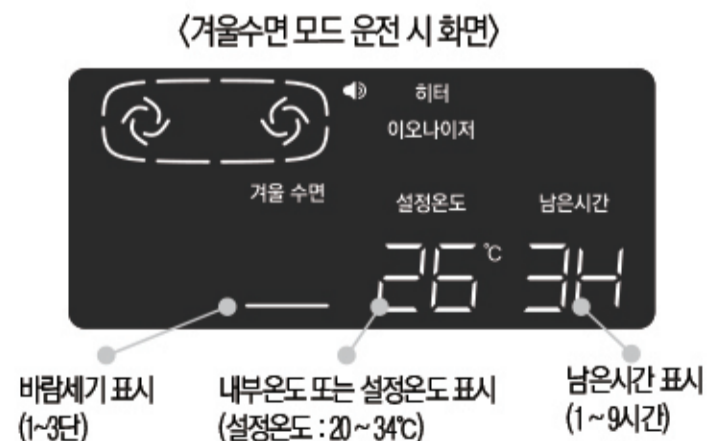 〈겨울수면 모드 운전 시 화면〉
히터
이오나이저
겨울 수면
설정온도
남은시간
26℃
3H
바람세기 표시
(1~3단)
내부온도 또는 설정온도 표시
(설정온도 : 20 ~ 34℃)
남은시간 표시
(1 ~ 9시간)